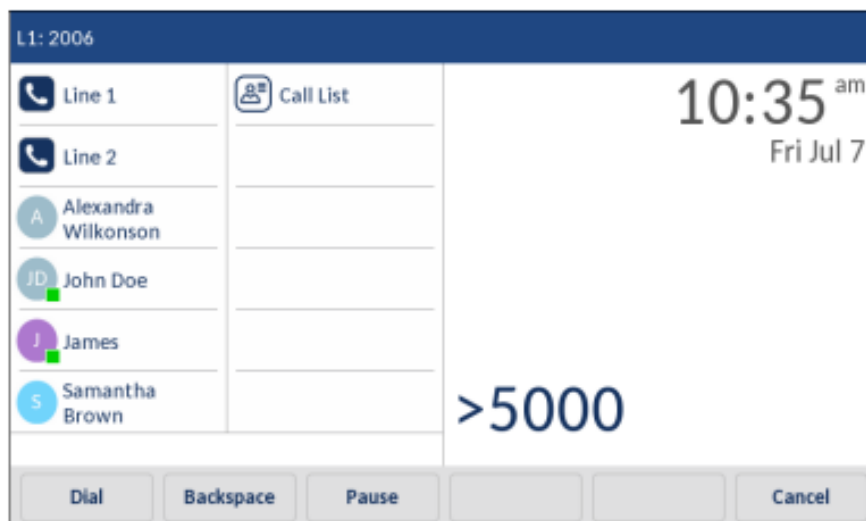 L1: 2006
Line 1
Line 2
A
Alexandra
Wilkonson
JD
John Doe
J
James
S
Samantha
Brown
Call List
10:35 am
Fri Jul 7
>5000
Dial
Backspace
Pause
Cancel